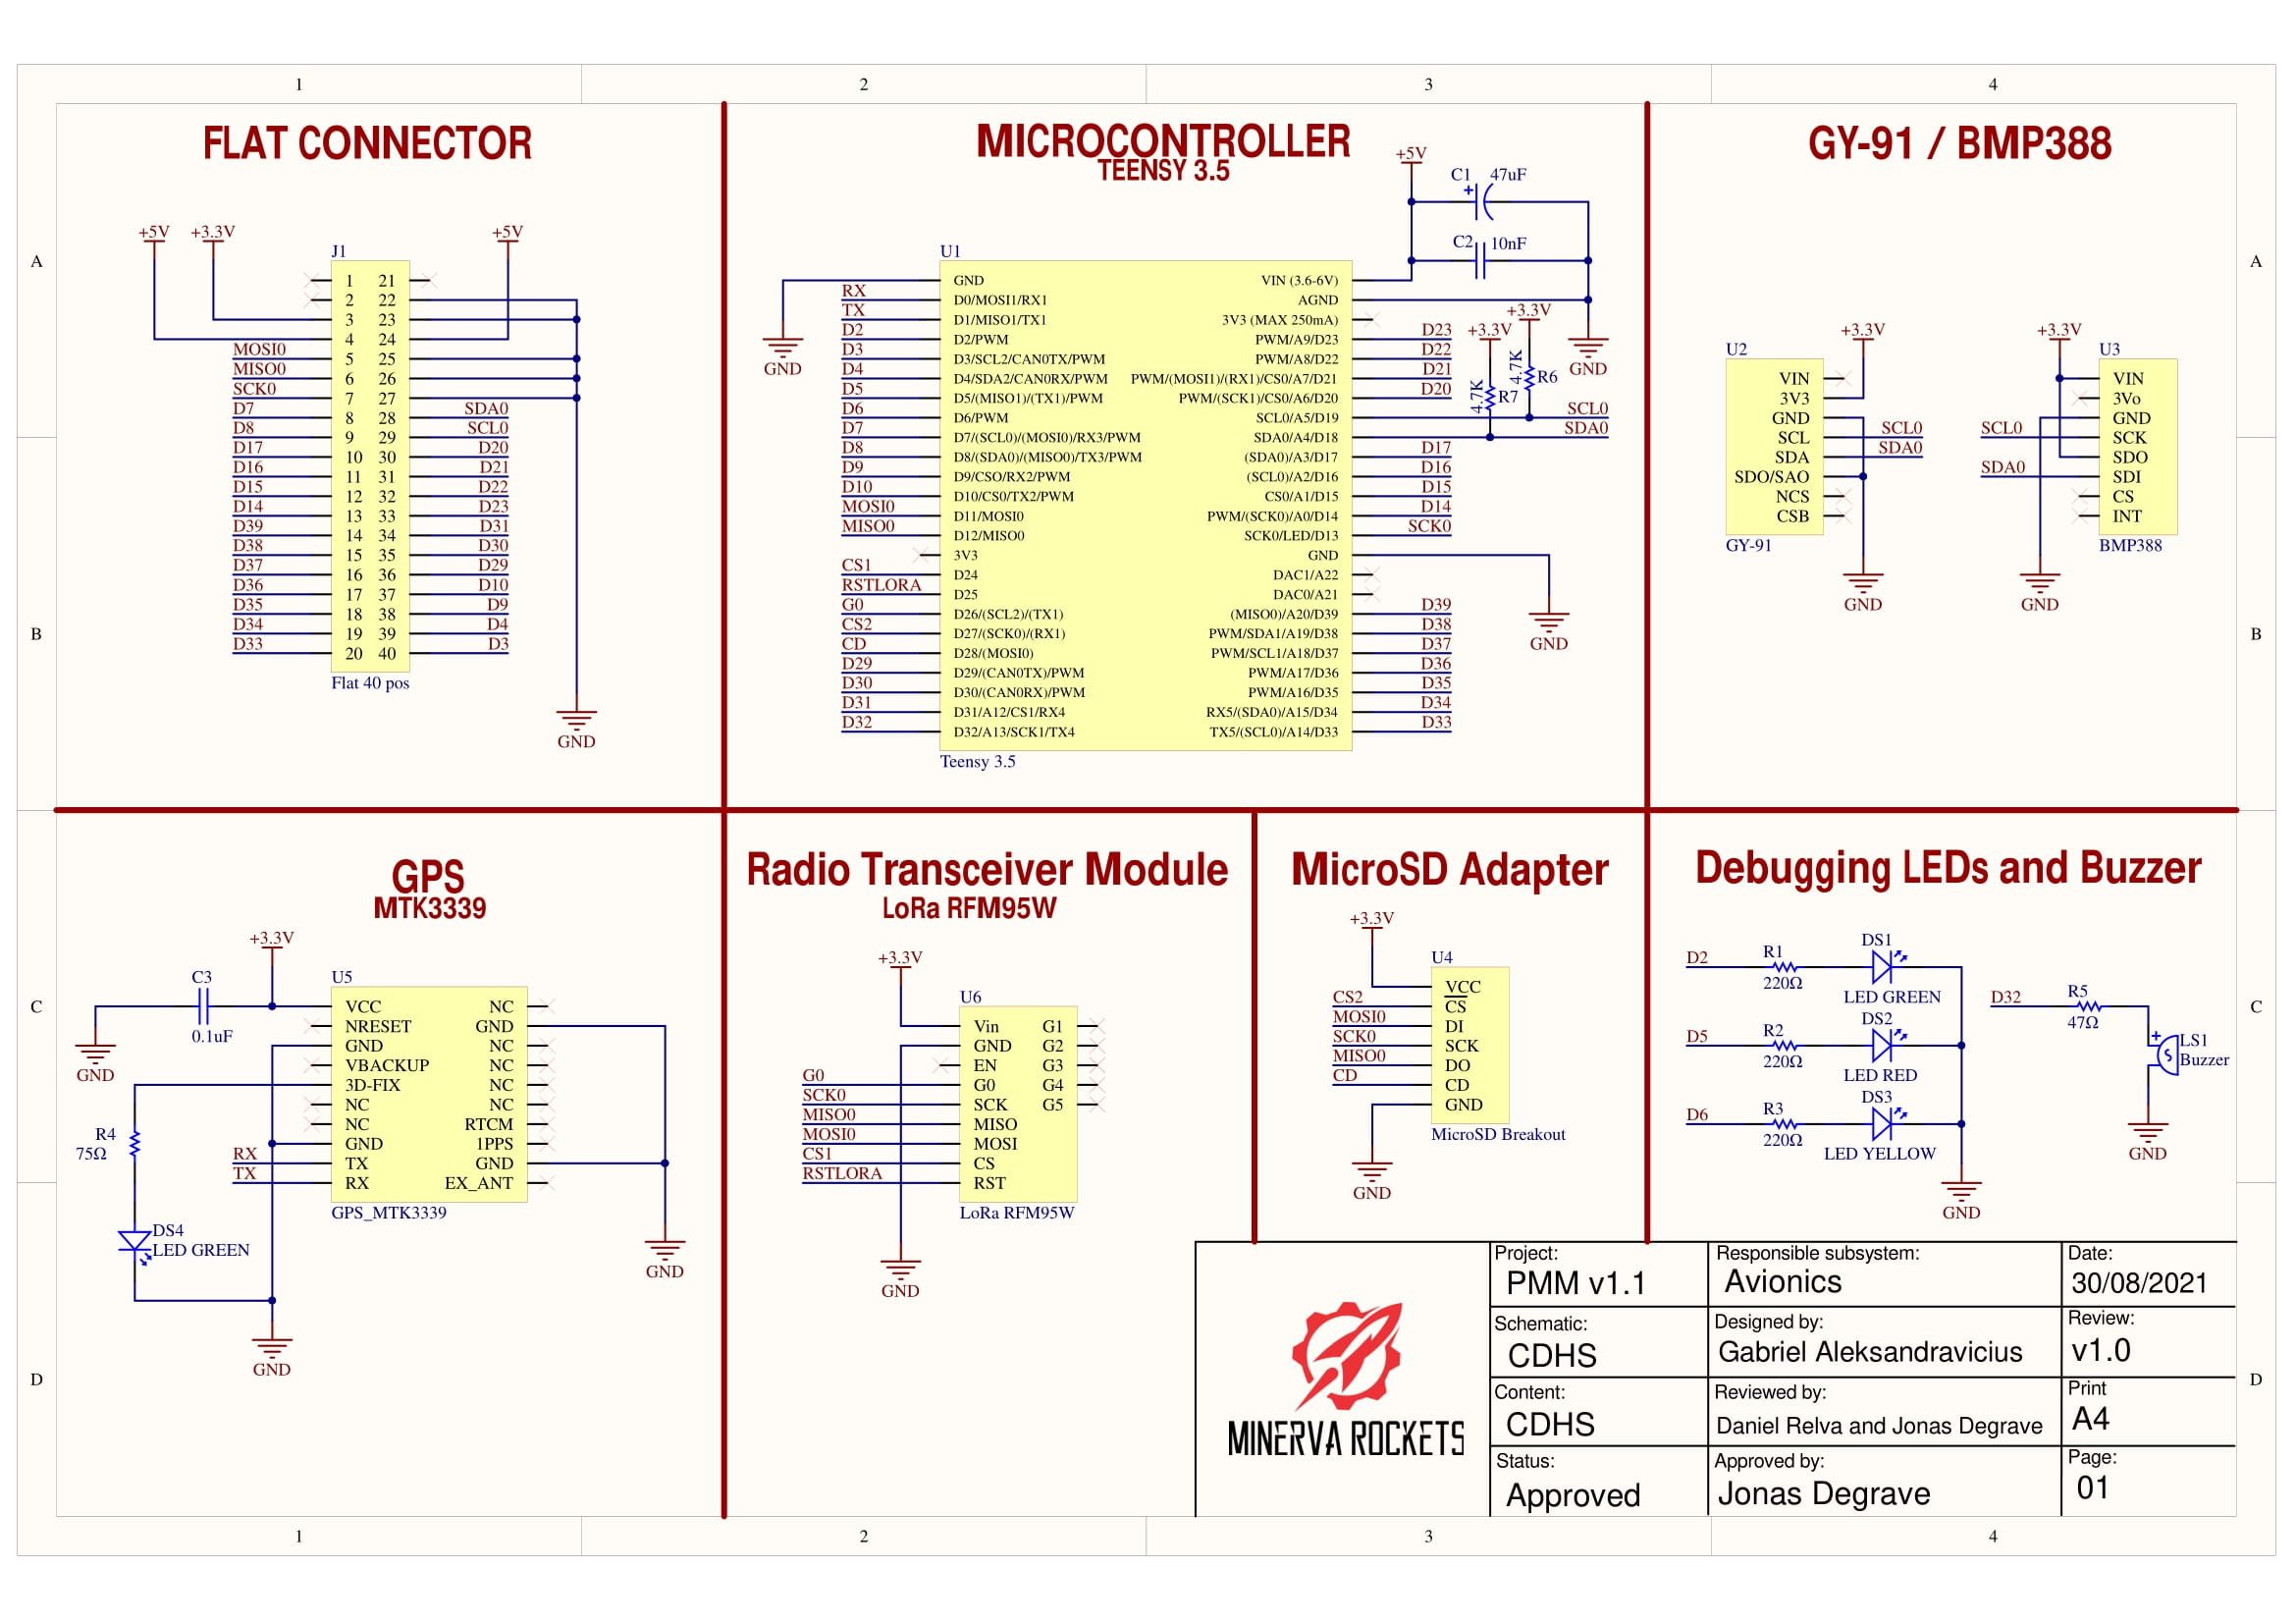 1 2 3 4
A
B
C
D
FLAT CONNECTOR
+5V
+3.3V
+5V
J1
1 21
2 22
3 23
4 24
MOSI0 5 25
MISO0 6 26
SCK0 7 27
D7 8 28 SDA0
D8 9 29 SCL0
D17 10 30 D20
D16 11 31 D21
D15 12 32 D22
D14 13 33 D23
D39 14 34 D31
D38 15 35 D30
D37 16 36 D29
D36 17 37 D10
D35 18 38 D9
D34 19 39 D4
D33 20 40 D3
Flat 40 pos
GND
MICROCONTROLLER
TEENSY 3.5
+5V
C1 47uF
C2 10nF
U1
GND VIN (3.6-6V)
RX D0/MOSI1/RX1 AGND
TX D1/MISO1/TX1 3V3 (MAX 250mA)
D2 D2/PWM PWM/A9/D23 D23
D3 D3/SCL2/CAN0TX/PWM PWM/A8/D22 D22
D4 D4/SDA2/CAN0RX/PWM PWM/(MOSI1)/(RX1)/CS0/A7/D21 D21
D5 D5/(MISO1)/(TX1)/PWM PWM/(SCK1)/CS0/A6/D20 D20
D6 D6/PWM SCL0/A5/D19 SCL0
D7 D7/(SCL0)/(MOSI0)/RX3/PWM SDA0/A4/D18 SDA0
D8 D8/(SDA0)/(MISO0)/TX3/PWM (SDA0)/A3/D17 D17
D9 D9/CSO/RX2/PWM (SCL0)/A2/D16 D16
D10 D10/CS0/TX2/PWM CS0/A1/D15 D15
MOSI0 D11/MOSI0 PWM/(SCK0)/A0/D14 D14
MISO0 D12/MISO0 SCK0/LED/D13 SCK0
3V3 GND
CS1 D24 DAC1/A22
RSTLORA D25 DAC0/A21
G0 D26/(SCL2)/(TX1) (MISO0)/A20/D39 D39
CS2 D27/(SCK0)/(RX1) PWM/SDA1/A19/D38 D38
CD D28/(MOSI0) PWM/SCL1/A18/D37 D37
D29 D29/(CAN0TX)/PWM PWM/A17/D36 D36
D30 D30/(CAN0RX)/PWM PWM/A16/D35 D35
D31 D31/A12/CS1/RX4 RX5/(SDA0)/A15/D34 D34
D32 D32/A13/SCK1/TX4 TX5/(SCL0)/A14/D33 D33
Teensy 3.5
GND
+3.3V
+3.3V
4.7K R7
4.7K R6
GND
GND
GY-91 / BMP388
+3.3V
U2
VIN
3V3
GND
SCL SCL0
SDA SDA0
SDO/SAO
NCS
CSB
GY-91
GND
+3.3V
U3
VIN
3Vo
GND
SCL0 SCK
SDO
SDA0 SDI
CS
INT
BMP388
GND
GPS
MTK3339
+3.3V
C3
0.1uF
GND
U5
VCC NC
NRESET GND
GND NC
VBACKUP NC
3D-FIX NC
NC NC
NC RTCM
GND 1PPS
RX TX GND
TX RX EX_ANT
GPS_MTK3339
R4
75Ω
DS4
LED GREEN
GND
GND
Radio Transceiver Module
LoRa RFM95W
+3.3V
U6
Vin G1
GND G2
EN G3
G0 G0 G4
SCK0 SCK G5
MISO0 MISO
MOSI0 MOSI
CS1 CS
RSTLORA RST
LoRa RFM95W
GND
MicroSD Adapter
+3.3V
U4
VCC
CS2 CS
MOSI0 DI
SCK0 SCK
MISO0 DO
CD CD
GND
MicroSD Breakout
GND
Debugging LEDs and Buzzer
D2 R1 220Ω DS1 LED GREEN
D5 R2 220Ω DS2 LED RED
D6 R3 220Ω DS3 LED YELLOW
GND
D32 R5 47Ω
LS1
Buzzer
GND
MINERVA ROCKETS
Project:
PMM v1.1
Responsible subsystem:
Avionics
Date:
30/08/2021
Schematic:
CDHS
Designed by:
Gabriel Aleksandravicius
Review:
v1.0
Content:
CDHS
Reviewed by:
Daniel Relva and Jonas Degrave
Print
A4
Status:
Approved
Approved by:
Jonas Degrave
Page:
01
A
B
C
D
1 2 3 4